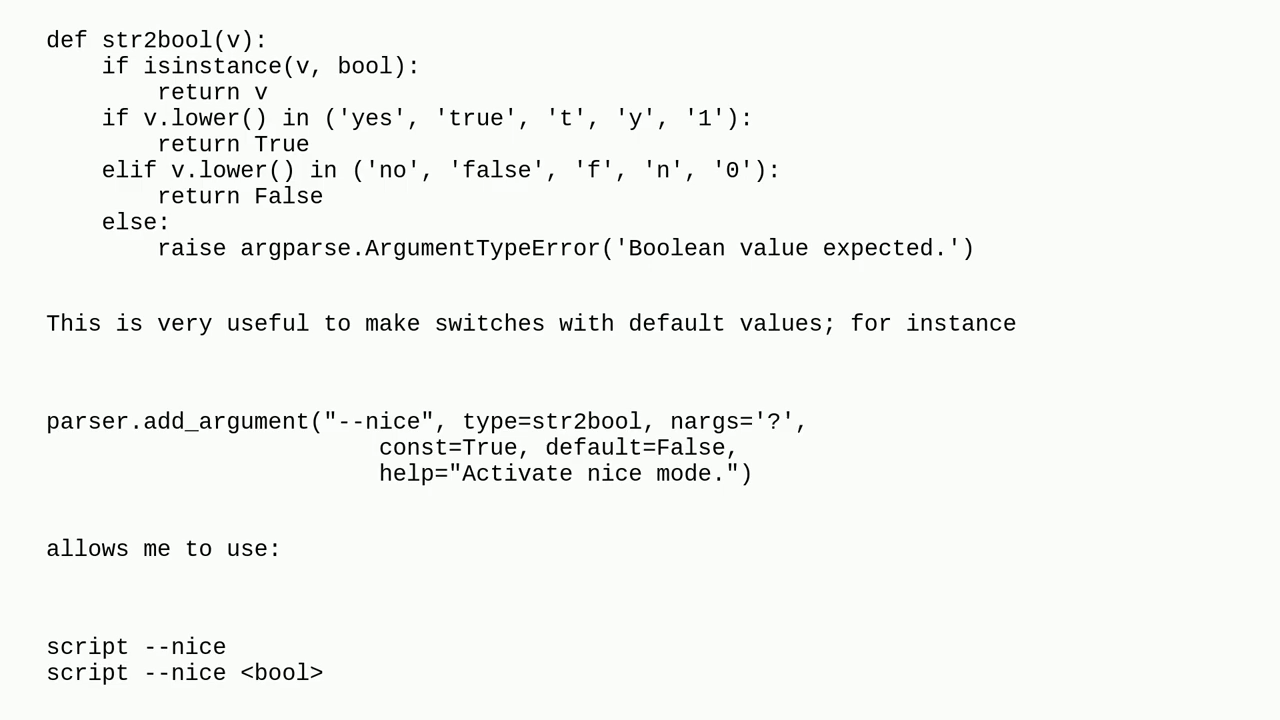 def str2bool(v):
    if isinstance(v, bool):
        return v
    if v.lower() in ('yes', 'true', 't', 'y', '1'):
        return True
    elif v.lower() in ('no', 'false', 'f', 'n', '0'):
        return False
    else:
        raise argparse.ArgumentTypeError('Boolean value expected.')
This is very useful to make switches with default values; for instance
parser.add_argument("--nice", type=str2bool, nargs='?',
                        const=True, default=False,
                        help="Activate nice mode.")
allows me to use:
script --nice
script --nice <bool>